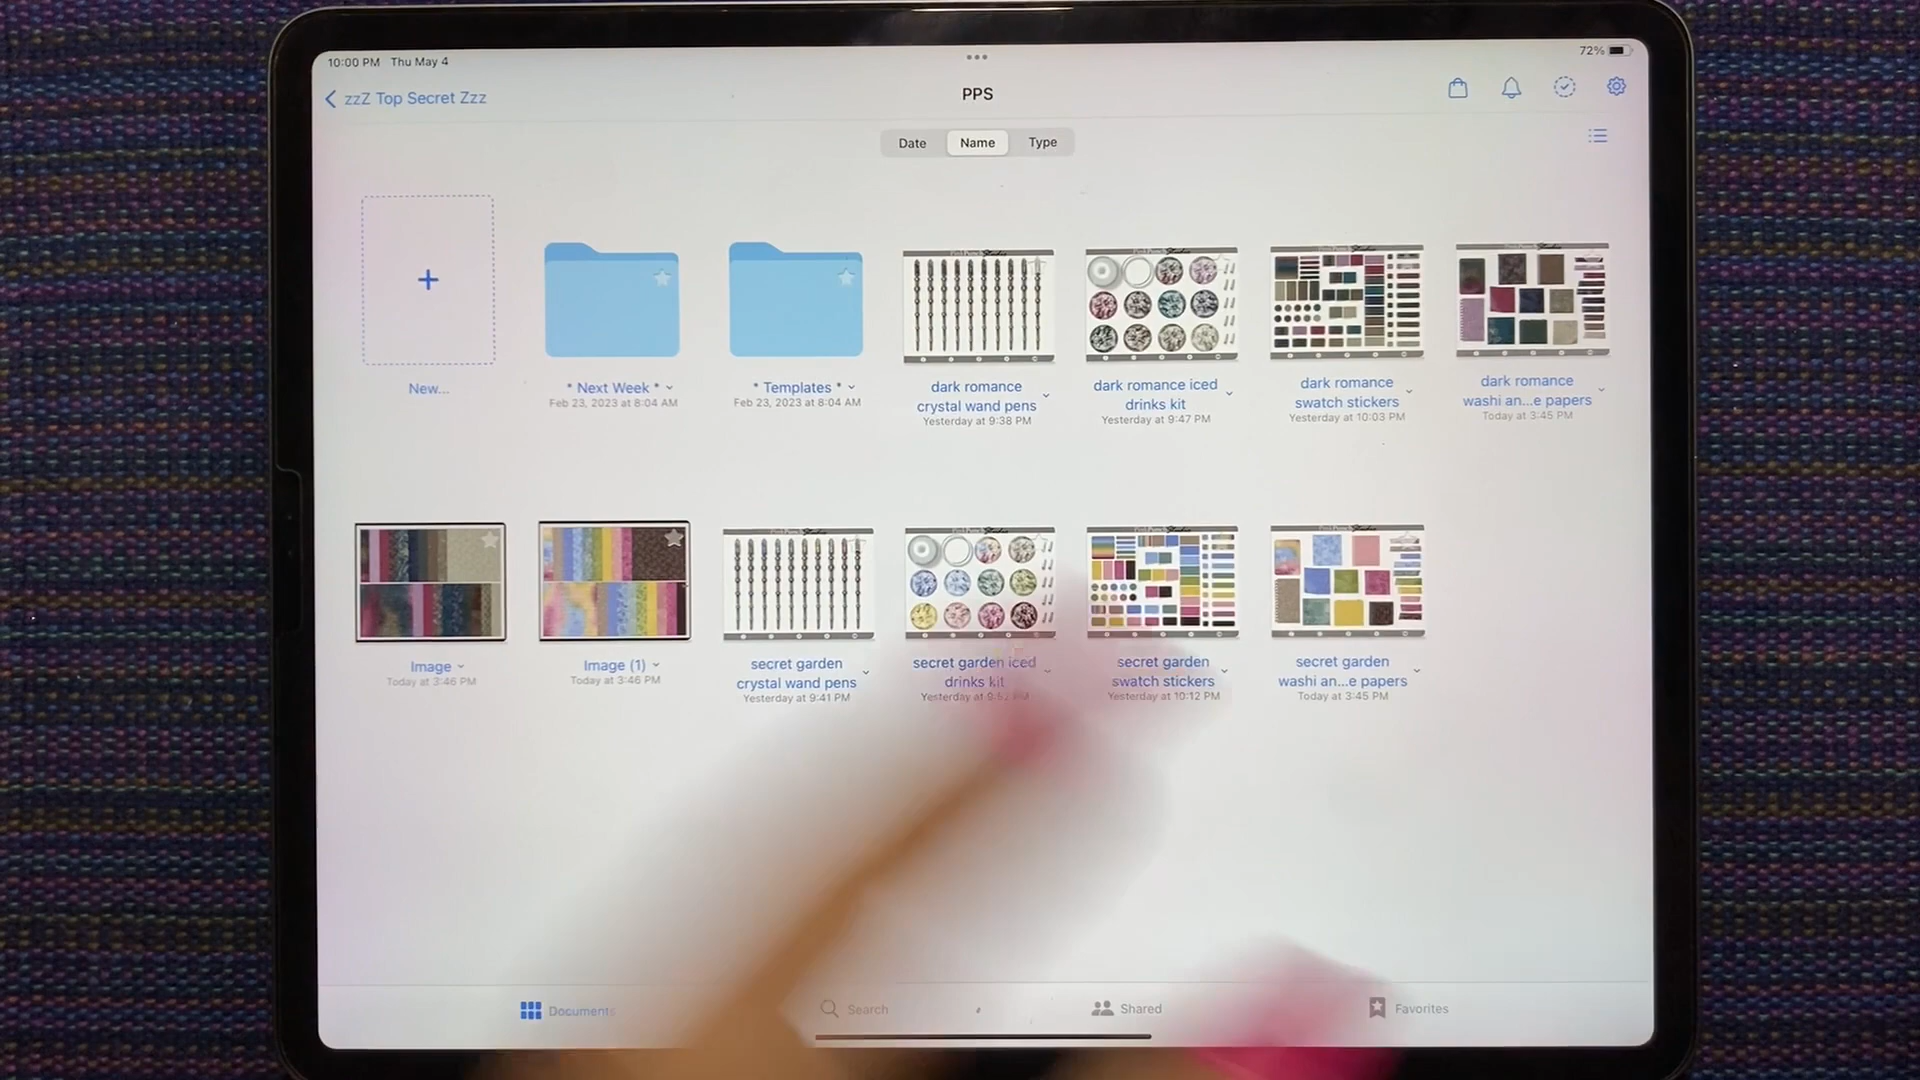 10:00 PM Thu May 4
72%
zzZ Top Secret Zzz
PPS
Date
Name
Type
New...
* Next Week *
Feb 23, 2023 at 8:04 AM
* Templates *
Feb 23, 2023 at 8:04 AM
dark romance
crystal wand pens
Yesterday at 9:38 PM
dark romance iced
drinks kit
Yesterday at 9:47 PM
dark romance
swatch stickers
Yesterday at 10:03 PM
dark romance
washi an...e papers
Today at 3:45 PM
Image
Today at 3:46 PM
Image (1)
Today at 3:46 PM
secret garden
crystal wand pens
Yesterday at 9:41 PM
secret garden iced
drinks kit
Yesterday at PM
secret garden
swatch stickers
Yesterday at 10:12 PM
secret garden
washi an...e papers
Today at 3:45 PM
Documents
Search
Shared
Favorites